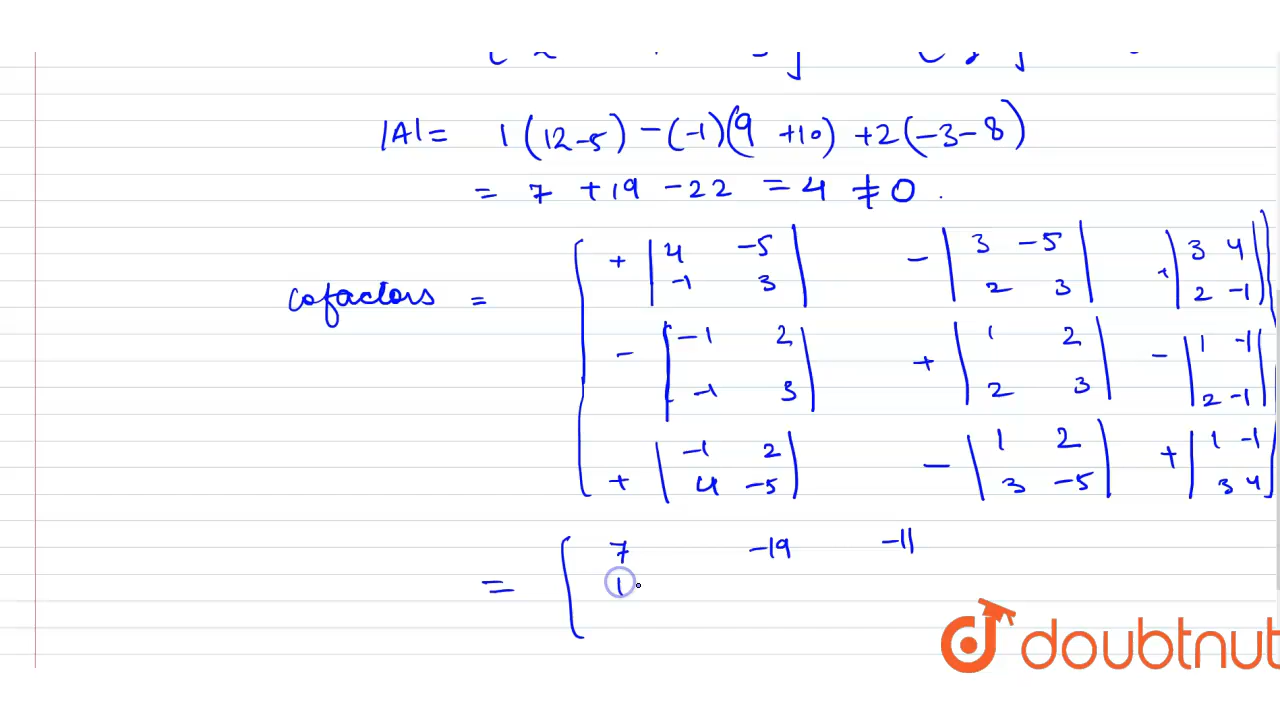 |A| = 1(12-5) -(-1)(9 +10) +2(-3-8)
= 7 +19 -22 = 4 ≠ 0 .
+ |4 -5| - |3 -5| + |3 4|
cofactors = |-1 3| |2 3| |2 -1|
- |-1 2| + |1 2| - |1 -1|
|-1 3| |2 3| |2 -1|
+ |-1 2| - |1 2| + |1 -1|
|4 -5| |3 -5| |3 4|
= [ 7 -19 -11
1
doubtnut